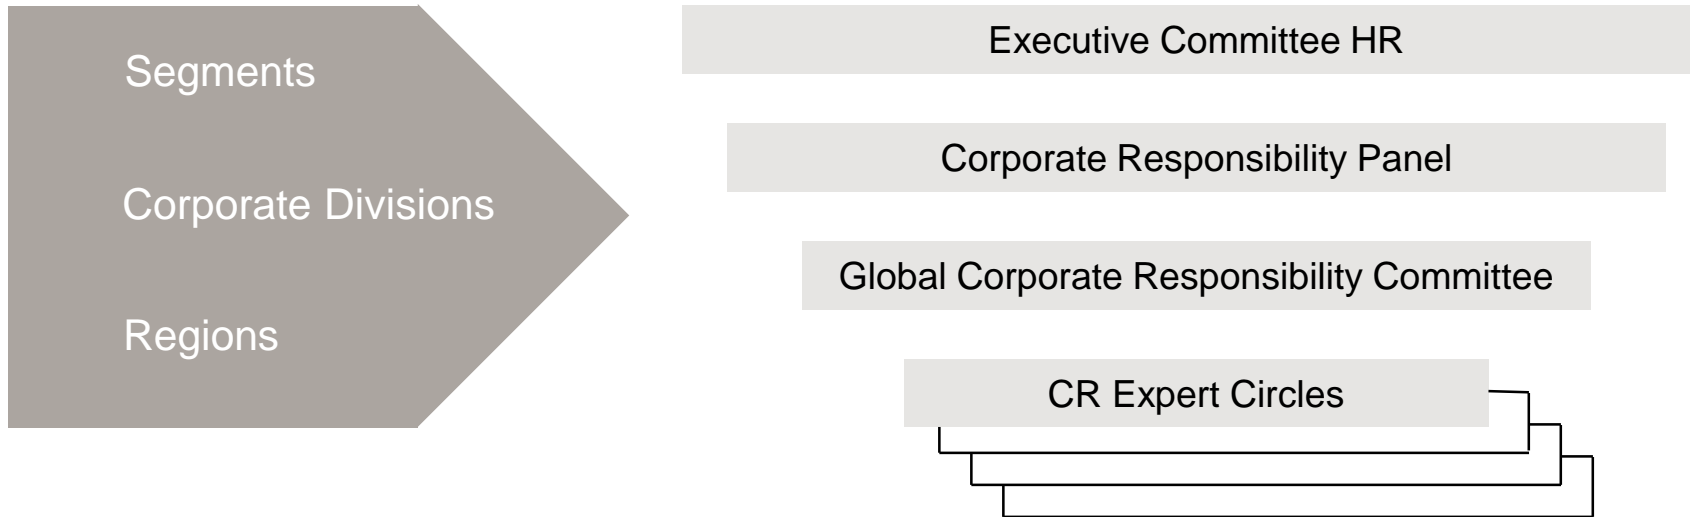 Segments
Corporate Divisions
Regions
Executive Committee HR
Corporate Responsibility Panel
Global Corporate Responsibility Committee
CR Expert Circles